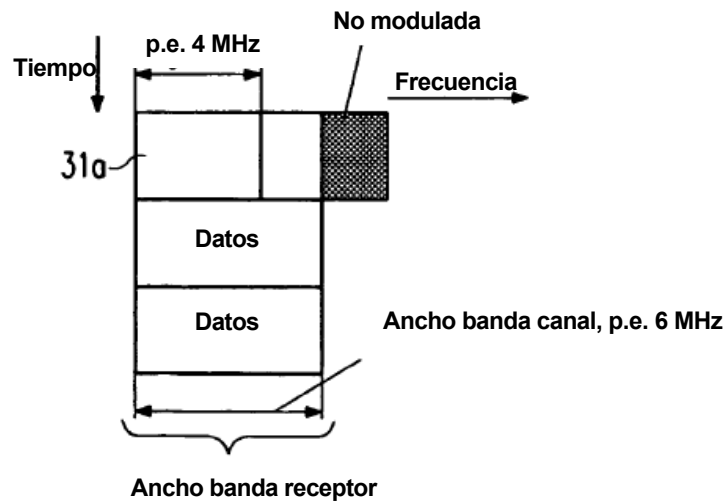 No modulada
p.e. 4 MHz
Tiempo
Frecuencia
31a
Datos
Datos
Ancho banda canal, p.e. 6 MHz
Ancho banda receptor